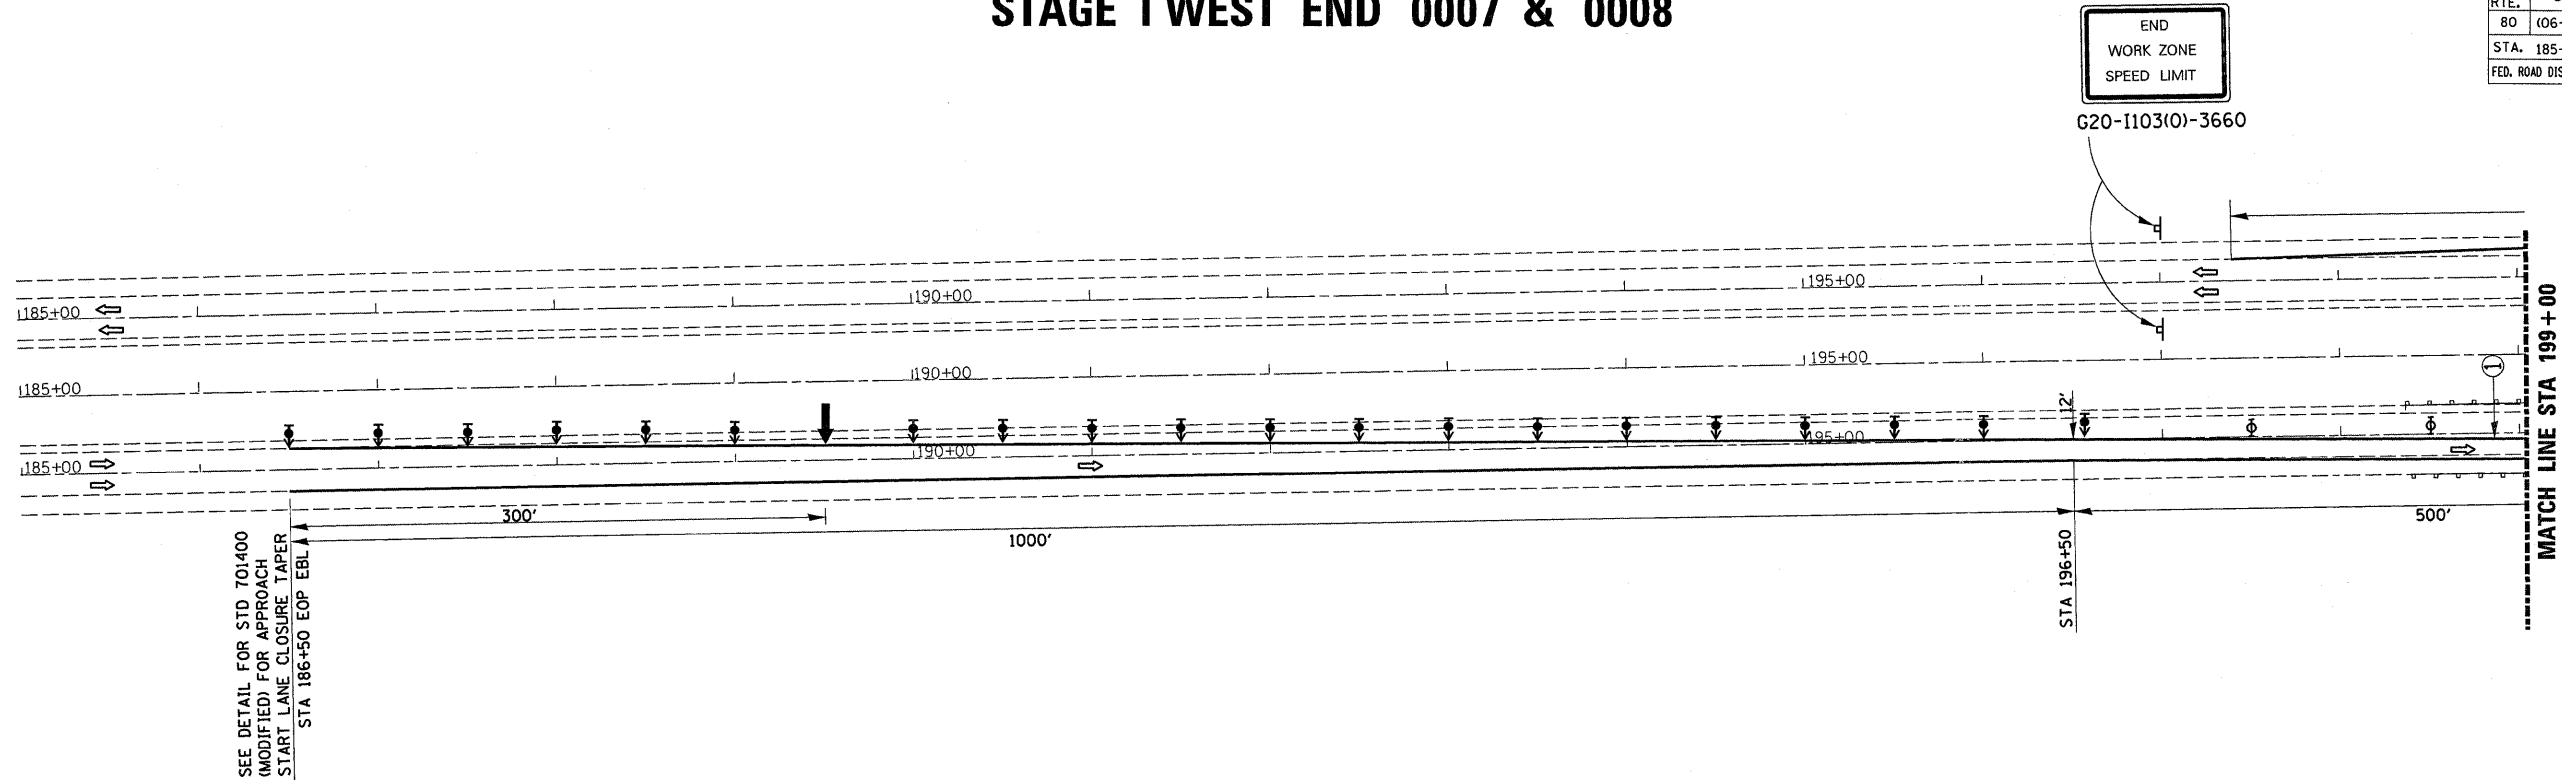 STAGE 1 WEST END 0007 & 0008
RTE.
80 (06-
STA. 185-
FED. ROAD DIS
END
WORK ZONE
SPEED LIMIT
G20-I103(O)-3660
185+00
190+00
195+00
185+00
190+00
195+00
185+00
190+00
195+00
12'
1
300'
1000'
500'
SEE DETAIL FOR STD 701400
(MODIFIED) FOR APPROACH
START LANE CLOSURE TAPER
STA 186+50 EOP EBL
STA 196+50
MATCH LINE STA 199+00